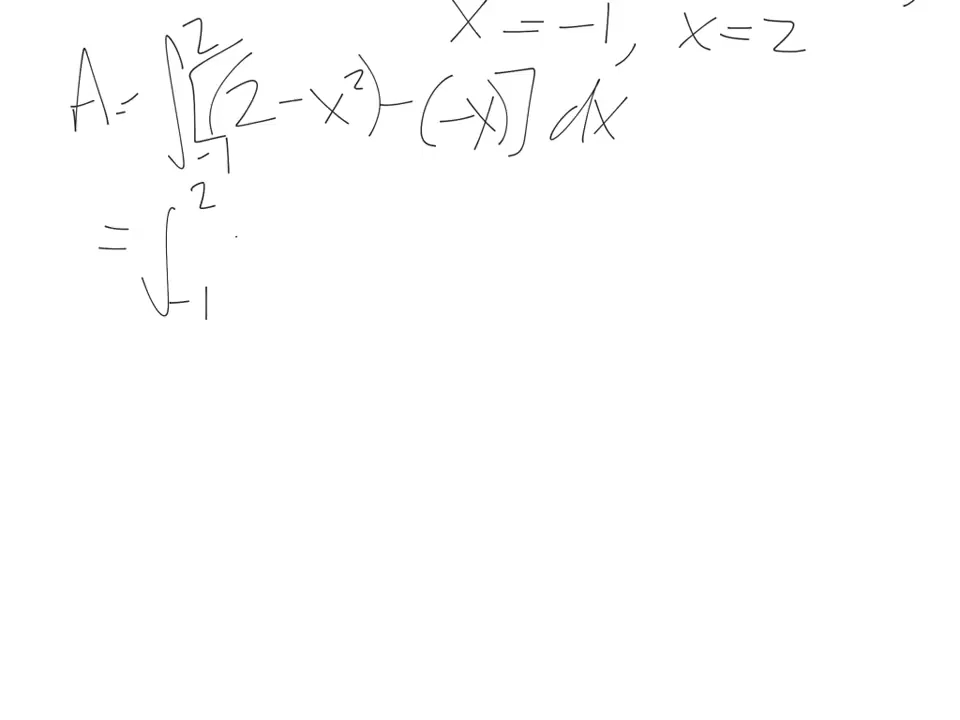 x = -1, x = 2
A = ∫_{-1}^{2} [(2 - x²) - (-x)] dx
= ∫_{-1}^{2}